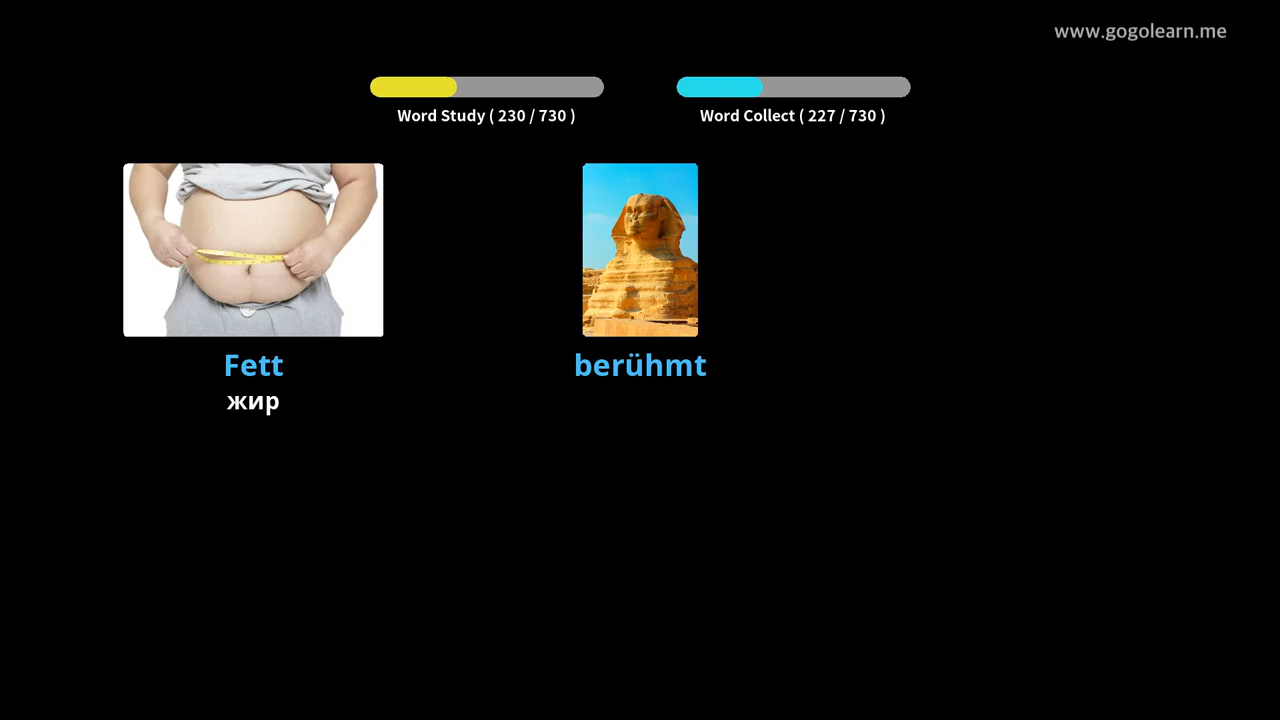 www.gogolearn.me
Word Study ( 230 / 730 )
Word Collect ( 227 / 730 )
Fett
berühmt
жир